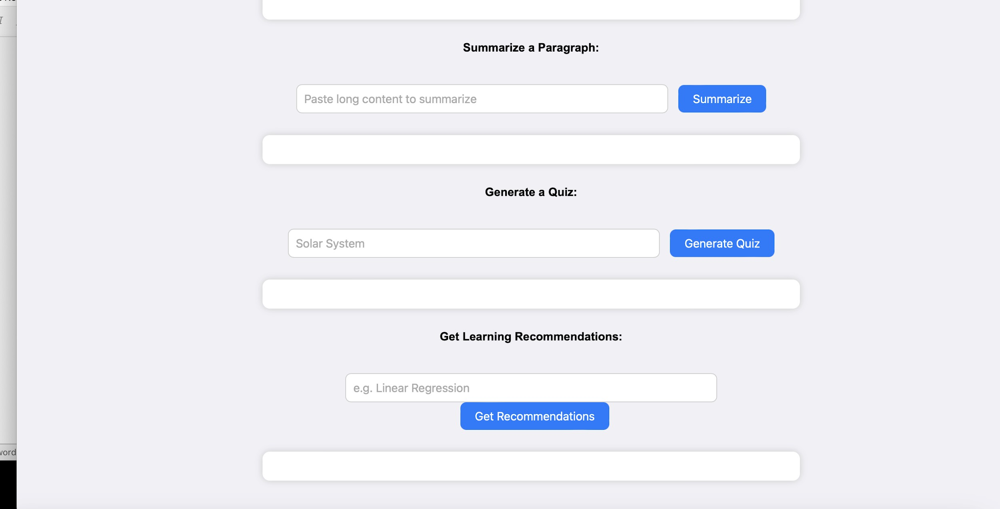 Summarize a Paragraph:
Paste long content to summarize
Summarize
Generate a Quiz:
Solar System
Generate Quiz
Get Learning Recommendations:
e.g. Linear Regression
Get Recommendations
word